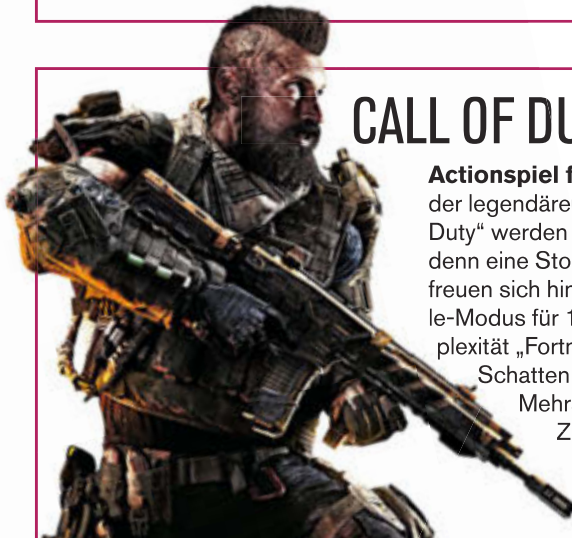 CALL OF DU
Actionspiel f
der legendäre
Duty“ werden
denn eine Sto
freuen sich hin
le-Modus für 1
plexität „Fortn
Schatten
Mehr
Z